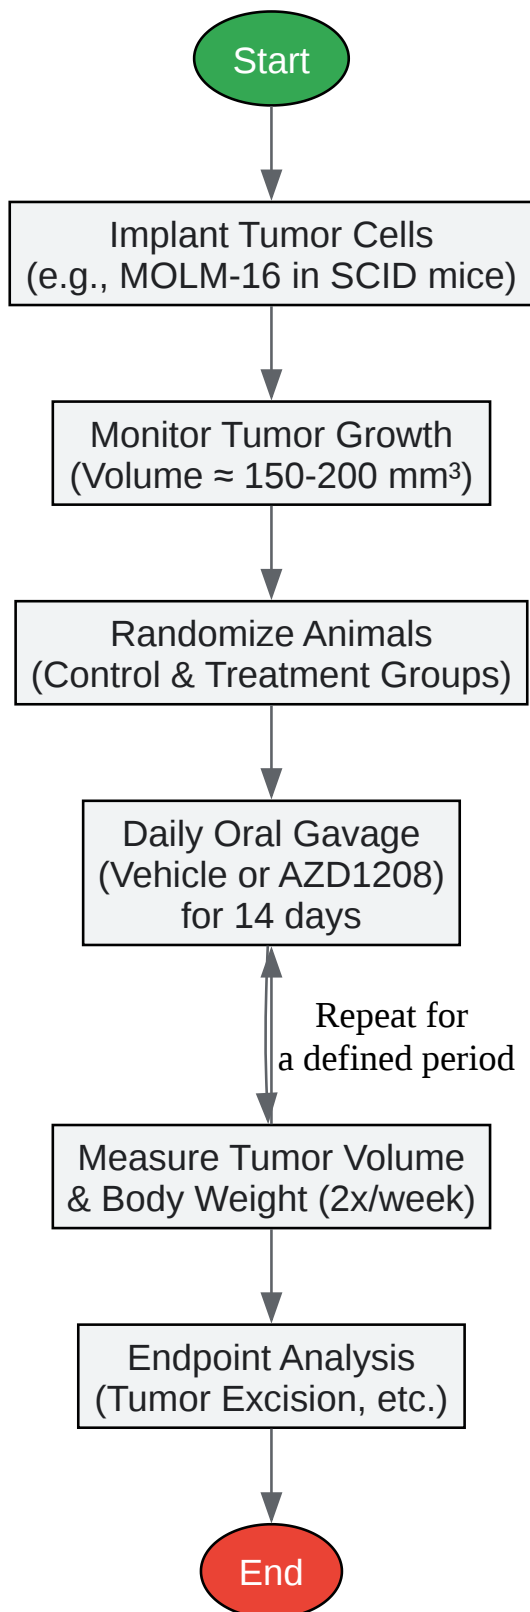 Start
Implant Tumor Cells
(e.g., MOLM-16 in SCID mice)
Monitor Tumor Growth
(Volume ≈ 150-200 mm³)
Randomize Animals
(Control & Treatment Groups)
Daily Oral Gavage
(Vehicle or AZD1208)
for 14 days
Repeat for
a defined period
Measure Tumor Volume
& Body Weight (2x/week)
Endpoint Analysis
(Tumor Excision, etc.)
End